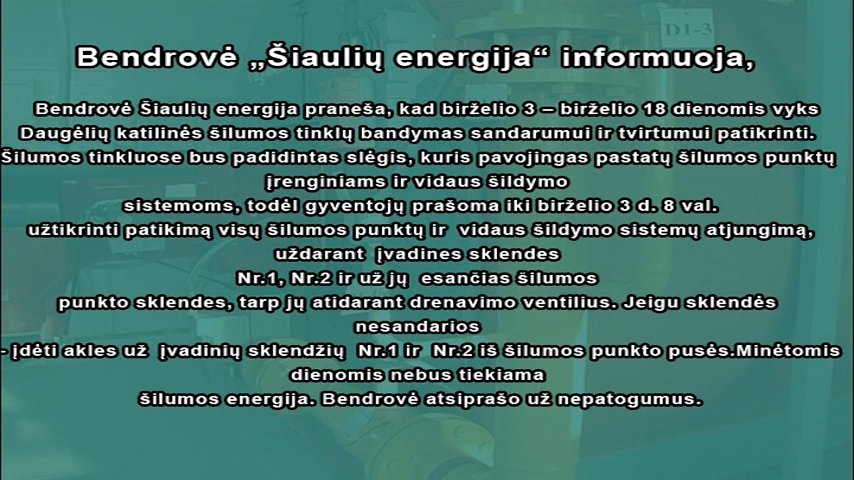 D1-3
Bendrovė „Šiaulių energija“ informuoja,
Bendrovė Šiaulių energija praneša, kad birželio 3 – birželio 18 dienomis vyks
Daugėlių katilinės šilumos tinklų bandymas sandarumui ir tvirtumui patikrinti.
Šilumos tinkluose bus padidintas slėgis, kuris pavojingas pastatų šilumos punktų
įrenginiams ir vidaus šildymo
sistemoms, todėl gyventojų prašoma iki birželio 3 d. 8 val.
užtikrinti patikimą visų šilumos punktų ir  vidaus šildymo sistemų atjungimą,
uždarant  įvadines sklendes
Nr.1, Nr.2 ir už jų  esančias šilumos
punkto sklendes, tarp jų atidarant drenavimo ventilius. Jeigu sklendės
nesandarios
- įdėti akles už  įvadinių sklendžių  Nr.1 ir  Nr.2 iš šilumos punkto pusės.Minėtomis
dienomis nebus tiekiama
šilumos energija. Bendrovė atsiprašo už nepatogumus.